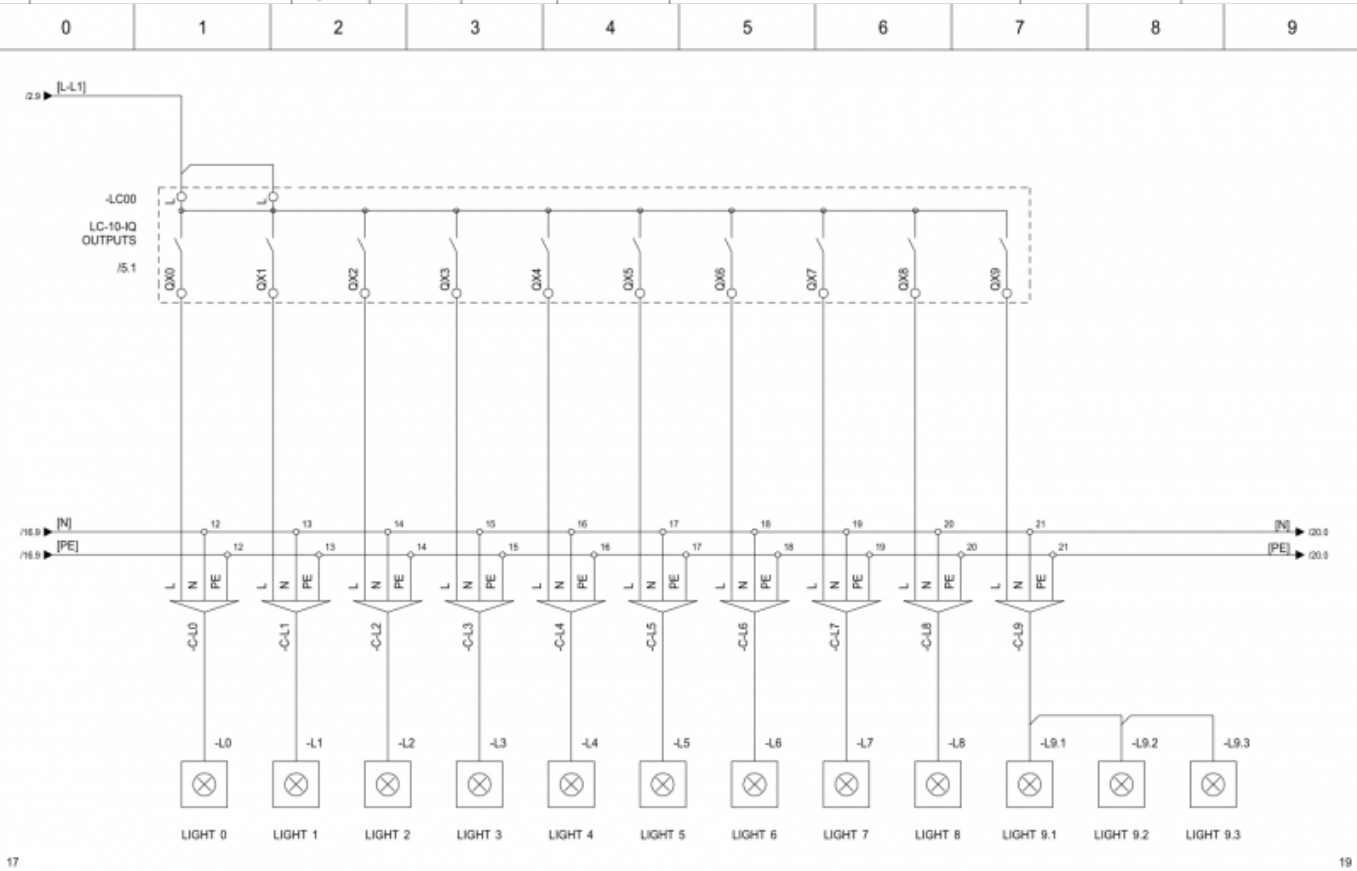 0 1 2 3 4 5 6 7 8 9
/2.9 [L-L1]
-LC00
L L
LC-10-IQ
OUTPUTS
/5.1
QX0 QX1 QX2 QX3 QX4 QX5 QX6 QX7 QX8 QX9
/16.9 [N] 12 13 14 15 16 17 18 19 20 21 [N] /20.0
/16.9 [PE] 12 13 14 15 16 17 18 19 20 21 [PE] /20.0
L N PE L N PE L N PE L N PE L N PE L N PE L N PE L N PE L N PE L N PE
-C-L0 -C-L1 -C-L2 -C-L3 -C-L4 -C-L5 -C-L6 -C-L7 -C-L8 -C-L9
-L0 -L1 -L2 -L3 -L4 -L5 -L6 -L7 -L8 -L9.1 -L9.2 -L9.3
LIGHT 0 LIGHT 1 LIGHT 2 LIGHT 3 LIGHT 4 LIGHT 5 LIGHT 6 LIGHT 7 LIGHT 8 LIGHT 9.1 LIGHT 9.2 LIGHT 9.3
17 19